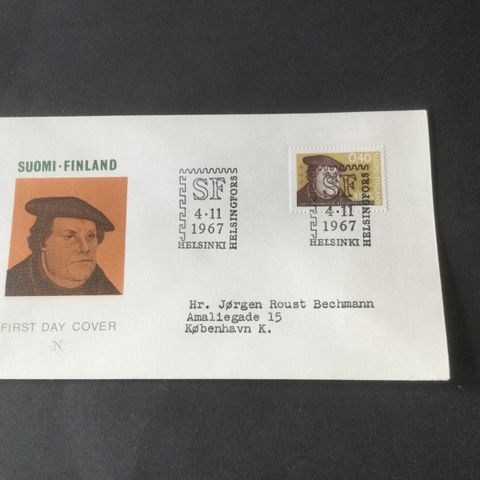 SUOMI·FINLAND
FIRST DAY COVER
N
SF
4·11
1967
HELSINKI
HELSINGFORS
0,40
SF
4·11
1967
HELSINKI
HELSINGFORS
Hr. Jørgen Roust Bechmann
Amaliegade 15
København K.